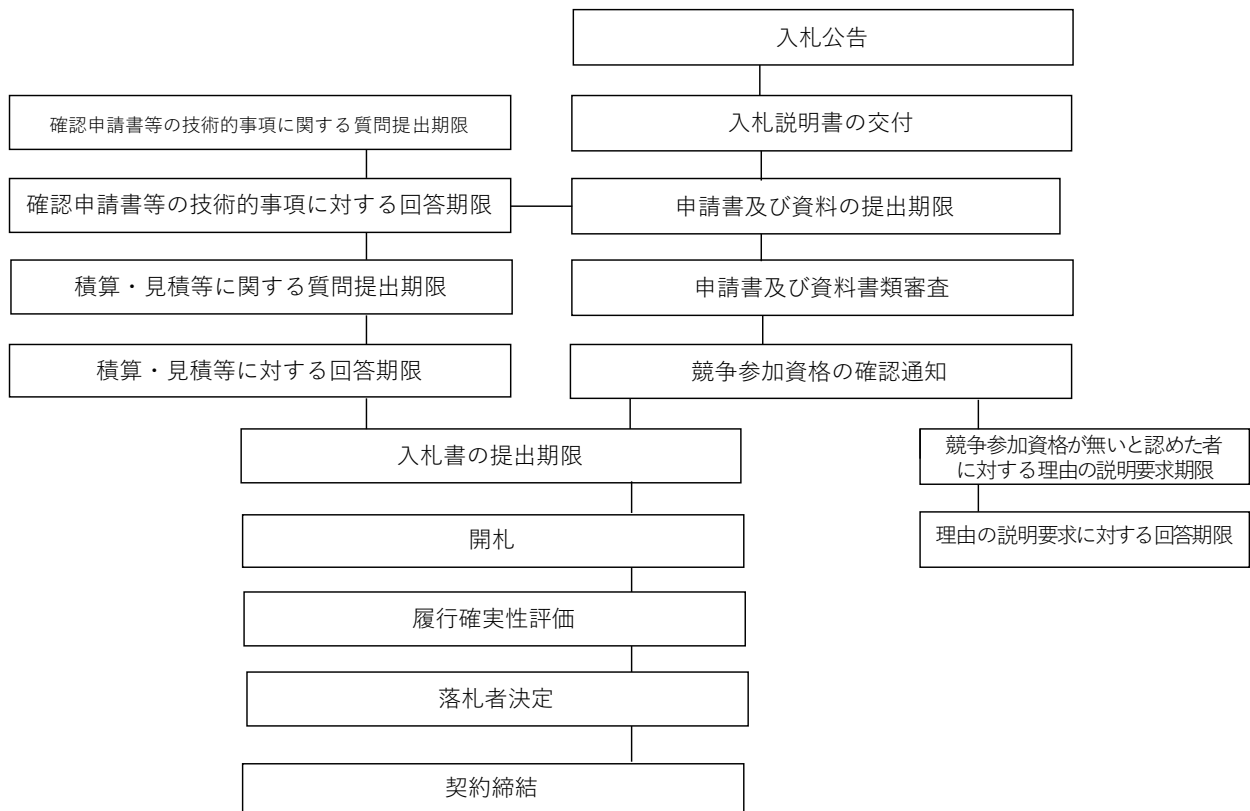 入札公告
確認申請書等の技術的事項に関する質問提出期限
入札説明書の交付
確認申請書等の技術的事項に対する回答期限
申請書及び資料の提出期限
積算・見積等に関する質問提出期限
申請書及び資料書類審査
積算・見積等に対する回答期限
競争参加資格の確認通知
入札書の提出期限
競争参加資格が無いと認めた者
に対する理由の説明要求期限
開札
理由の説明要求に対する回答期限
履行確実性評価
落札者決定
契約締結